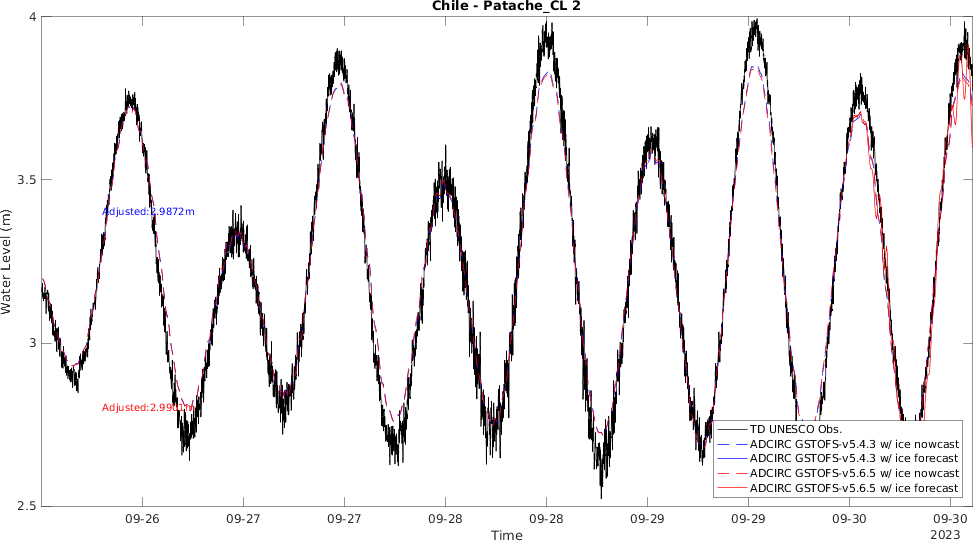 Chile - Patache_CL 2
4
3.5
3
2.5
Water Level (m)
Adjusted:2.9872m
Adjusted:2.9901m
TD UNESCO Obs.
ADCIRC GSTOFS-v5.4.3 w/ ice nowcast
ADCIRC GSTOFS-v5.4.3 w/ ice forecast
ADCIRC GSTOFS-v5.6.5 w/ ice nowcast
ADCIRC GSTOFS-v5.6.5 w/ ice forecast
09-26 09-27 09-27 09-28 09-28 09-29 09-29 09-30 09-30
2023
Time